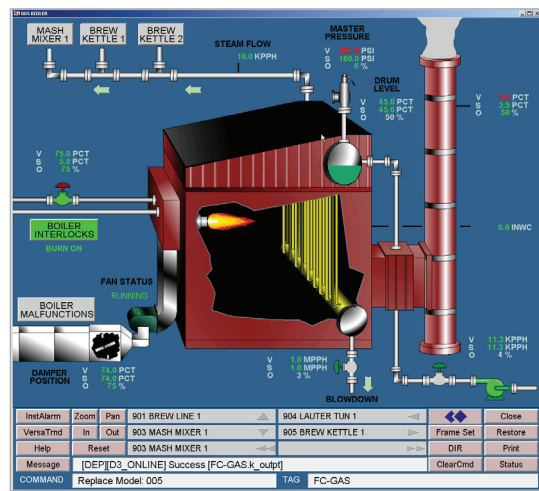 005 BOILER
MASH
MIXER 1
BREW
KETTLE 1
BREW
KETTLE 2
STEAM FLOW
10.0 KPPH
MASTER
PRESSURE
V PSI
S 160.0 PSI
O 6 %
DRUM
LEVEL
V 45.0 PCT
S 45.0 PCT
O 50 %
V PCT
S 3.5 PCT
O 50 %
V 75.0 PCT
S 5.8 PCT
O 75 %
BOILER
INTERLOCKS
BURN ON
0.0 INWC
FAN STATUS
RUNNING
BOILER
MALFUNCTIONS
DAMPER
POSITION
V 74.0 PCT
S 74.0 PCT
O 75 %
V 1.0 MPPH
S 1.0 MPPH
O 3 %
BLOWDOWN
V 11.3 KPPH
S 11.3 KPPH
O 4 %
InstAlarm Zoom Pan 901 BREW LINE 1 904 LAUTER TUN 1 Close
VersaTrnd In Out 903 MASH MIXER 1 905 BREW KETTLE 1 Frame Set Restore
Help Reset 903 MASH MIXER 1 DIR Print
Message [DEP][D3_ONLINE] Success [FC-GAS.k_outpt] ClearCmd Status
COMMAND Replace Model: 005 TAG FC-GAS